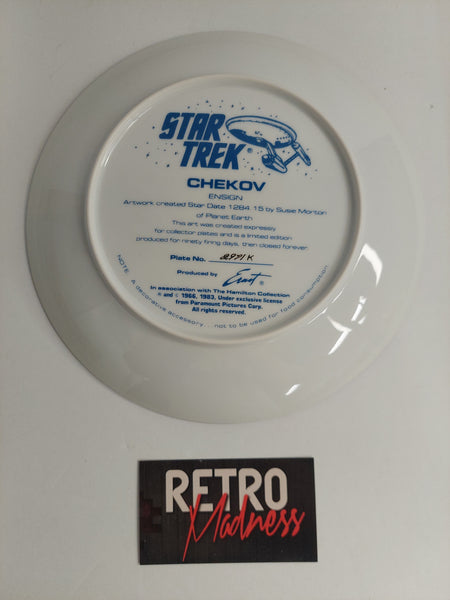 STAR
TREK®
CHEKOV
ENSIGN
Artwork created Star Date 1284.15 by Susie Morton
of Planet Earth
This art was created expressly
for collector plates and is a limited edition
produced for ninety firing days, then closed forever.
Plate No.
Produced by Ernst ®
In association with The Hamilton Collection
® and © 1966, 1983, Under exclusive license
from Paramount Pictures Corp.
All rights reserved.
NOTE: A decorative accessory... not to be used for food consumption.
RETRO
Madness